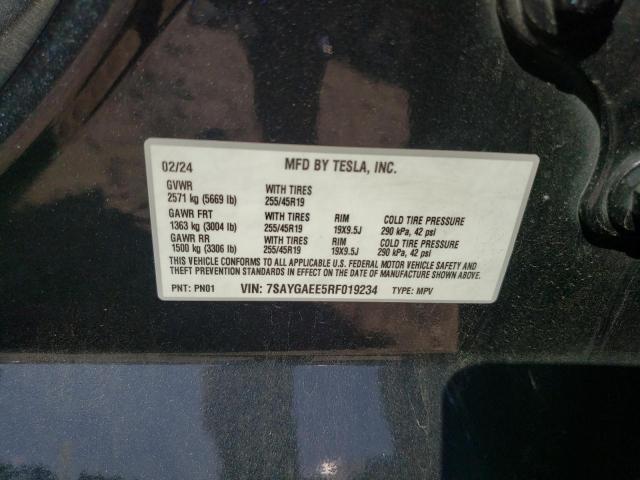 02/24 MFD BY TESLA, INC.
GVWR WITH TIRES
2571 kg (5669 lb) 255/45R19
GAWR FRT WITH TIRES RIM COLD TIRE PRESSURE
1363 kg (3004 lb) 255/45R19 19X9.5J 290 kPa, 42 psi
GAWR RR WITH TIRES RIM COLD TIRE PRESSURE
1500 kg (3306 lb) 255/45R19 19X9.5J 290 kPa, 42 psi
THIS VEHICLE CONFORMS TO ALL APPLICABLE U.S. FEDERAL MOTOR VEHICLE SAFETY AND
THEFT PREVENTION STANDARDS IN EFFECT ON THE DATE OF MANUFACTURE SHOWN ABOVE.
PNT: PN01 VIN: 7SAYGAEE5RF019234 TYPE: MPV